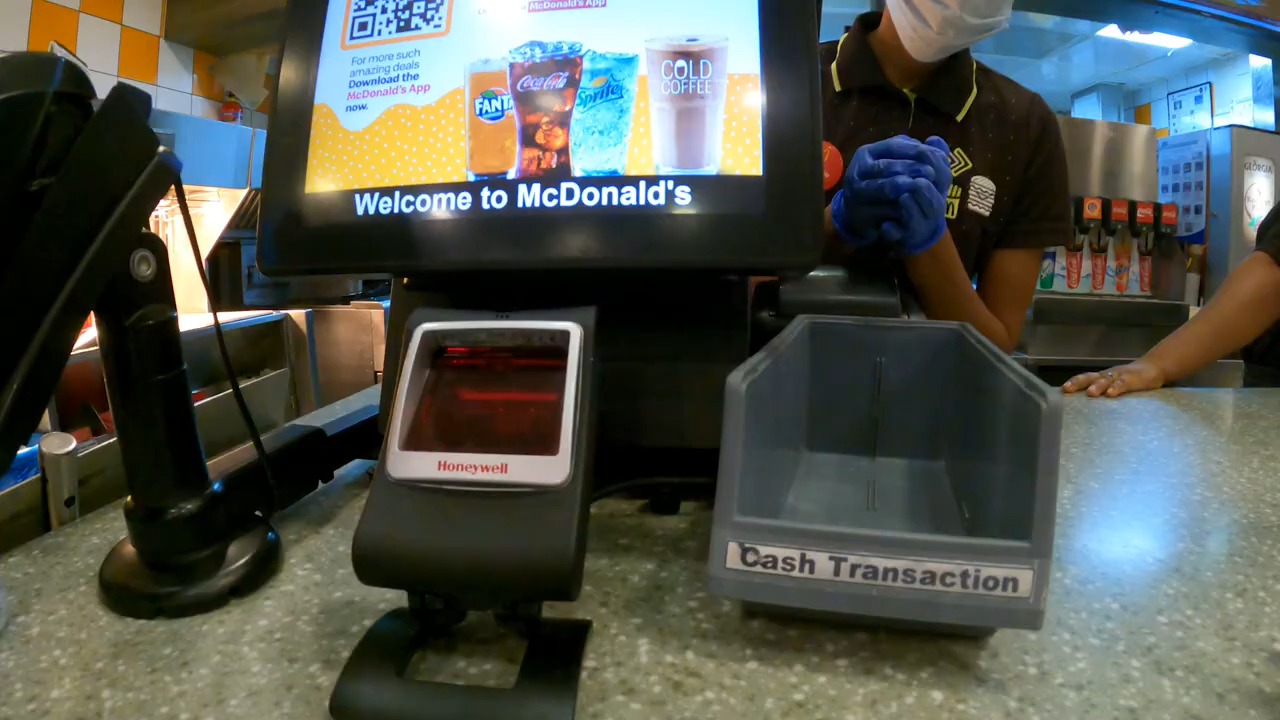 McDonald's App
For more such
amazing deals
Download the
McDonald's App
now.
FANTA
Coca-Cola
Sprite
COLD
COFFEE
Welcome to McDonald's
Honeywell
Cash Transaction
GEORGIA